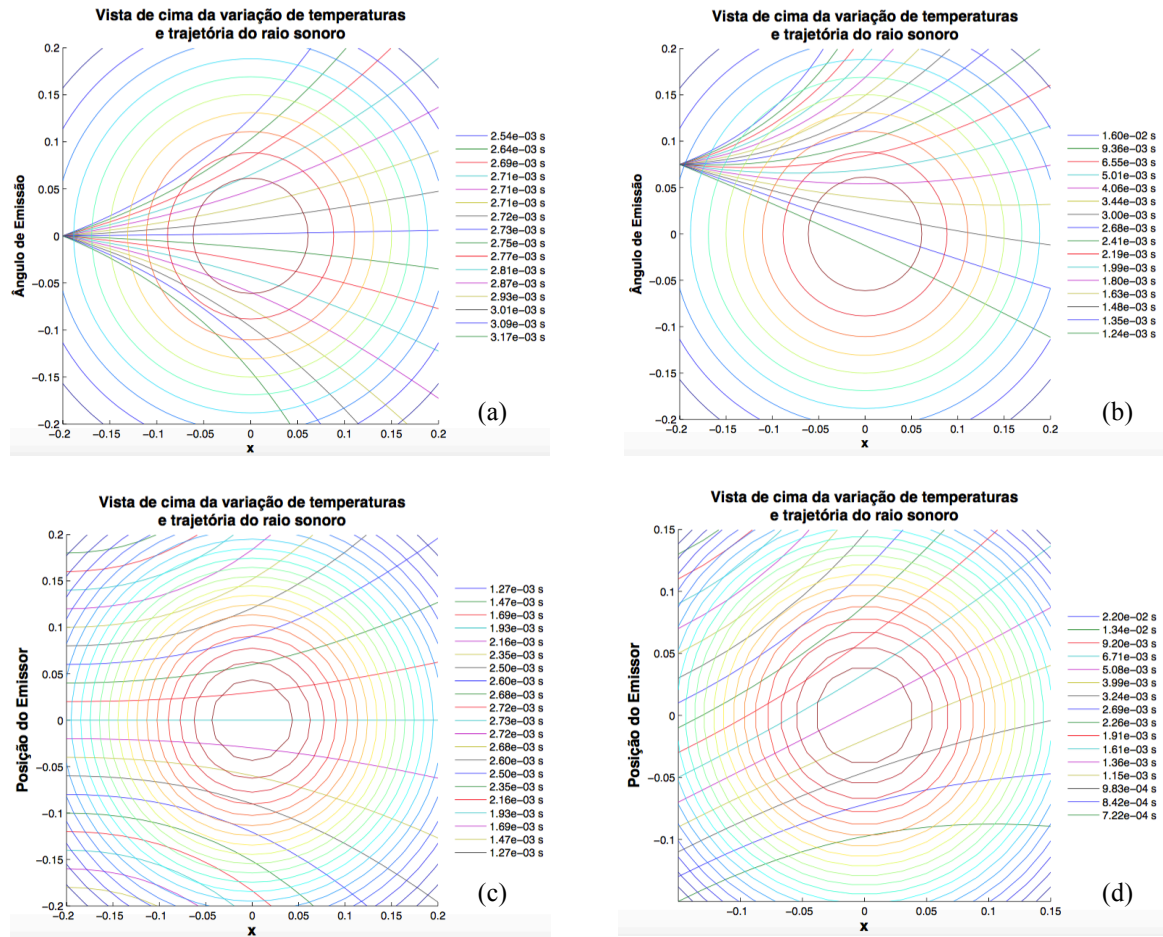 Vista de cima da variação de temperaturas
e trajetória do raio sonoro
Ângulo de Emissão
0.2
0.15
0.1
0.05
0
−0.05
−0.1
−0.15
−0.2
−0.2 −0.15 −0.1 −0.05 0 0.05 0.1 0.15 0.2
x
2.54e−03 s
2.64e−03 s
2.69e−03 s
2.71e−03 s
2.71e−03 s
2.71e−03 s
2.72e−03 s
2.73e−03 s
2.75e−03 s
2.77e−03 s
2.81e−03 s
2.87e−03 s
2.93e−03 s
3.01e−03 s
3.09e−03 s
3.17e−03 s
(a)
Vista de cima da variação de temperaturas
e trajetória do raio sonoro
Ângulo de Emissão
0.2
0.15
0.1
0.05
0
−0.05
−0.1
−0.15
−0.2
−0.2 −0.15 −0.1 −0.05 0 0.05 0.1 0.15 0.2
x
1.60e−02 s
9.36e−03 s
6.55e−03 s
5.01e−03 s
4.06e−03 s
3.44e−03 s
3.00e−03 s
2.68e−03 s
2.41e−03 s
2.19e−03 s
1.99e−03 s
1.80e−03 s
1.63e−03 s
1.48e−03 s
1.35e−03 s
1.24e−03 s
(b)
Vista de cima da variação de temperaturas
e trajetória do raio sonoro
Posição do Emissor
0.2
0.15
0.1
0.05
0
−0.05
−0.1
−0.15
−0.2
−0.2 −0.15 −0.1 −0.05 0 0.05 0.1 0.15 0.2
x
1.27e−03 s
1.47e−03 s
1.69e−03 s
1.93e−03 s
2.16e−03 s
2.35e−03 s
2.50e−03 s
2.60e−03 s
2.68e−03 s
2.72e−03 s
2.73e−03 s
2.72e−03 s
2.68e−03 s
2.60e−03 s
2.50e−03 s
2.35e−03 s
2.16e−03 s
1.93e−03 s
1.69e−03 s
1.47e−03 s
1.27e−03 s
(c)
Vista de cima da variação de temperaturas
e trajetória do raio sonoro
Posição do Emissor
0.15
0.1
0.05
0
−0.05
−0.1
−0.1 −0.05 0 0.05 0.1 0.15
x
2.20e−02 s
1.34e−02 s
9.20e−03 s
6.71e−03 s
5.08e−03 s
3.99e−03 s
3.24e−03 s
2.69e−03 s
2.26e−03 s
1.91e−03 s
1.61e−03 s
1.36e−03 s
1.15e−03 s
9.83e−04 s
8.42e−04 s
7.22e−04 s
(d)